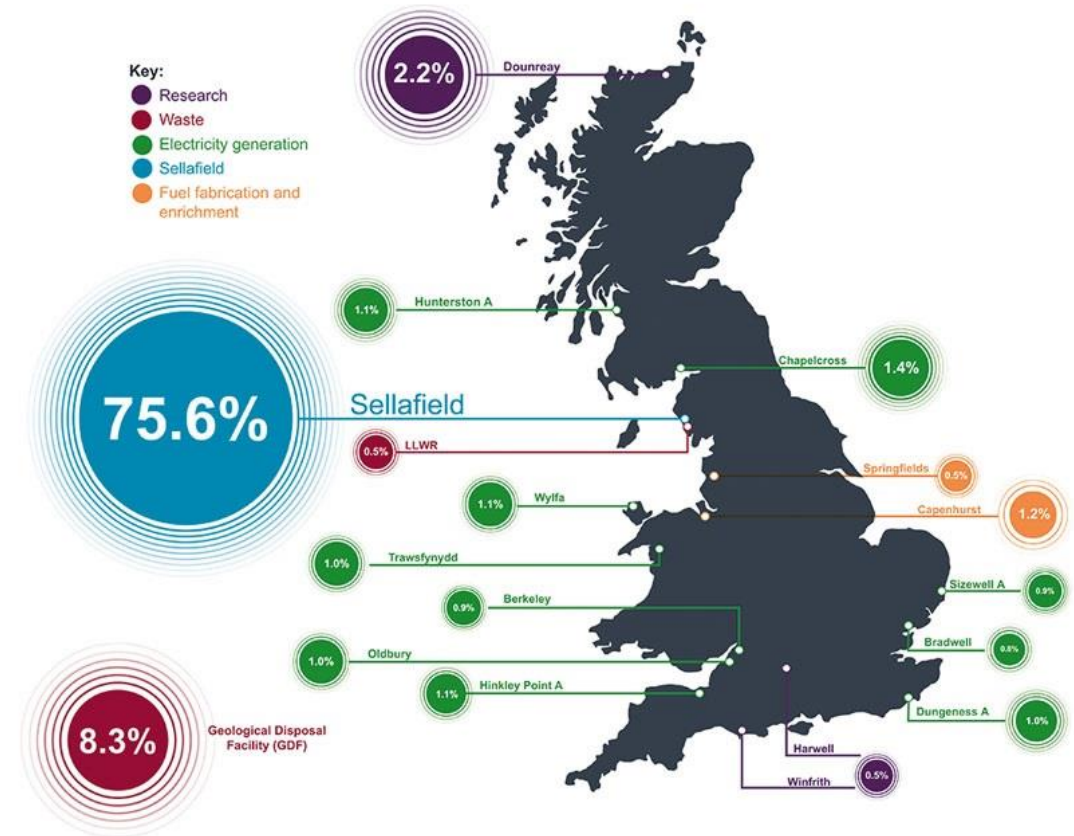 Key:
Research
Waste
Electricity generation
Sellafield
Fuel fabrication and
enrichment
2.2%
Dounreay
1.1%
Hunterston A
Chapelcross
1.4%
75.6%
Sellafield
0.5%
LLWR
Springfields
0.5%
1.1%
Wylfa
Capenhurst
1.2%
1.0%
Trawsfynydd
Sizewell A
0.9%
0.9%
Berkeley
1.0%
Oldbury
Bradwell
0.8%
1.1%
Hinkley Point A
Dungeness A
1.0%
8.3%
Geological Disposal
Facility (GDF)
Harwell
0.5%
Winfrith